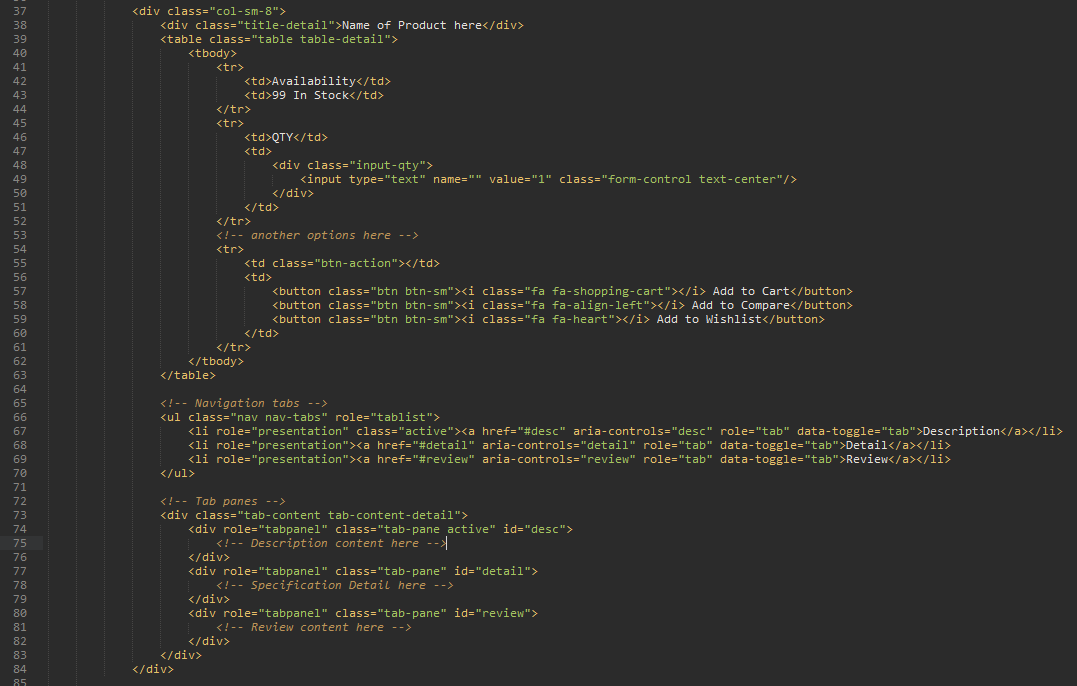 37 <div class="col-sm-8">
38 <div class="title-detail">Name of Product here</div>
39 <table class="table table-detail">
40 <tbody>
41 <tr>
42 <td>Availability</td>
43 <td>99 In Stock</td>
44 </tr>
45 <tr>
46 <td>QTY</td>
47 <td>
48 <div class="input-qty">
49 <input type="text" name="" value="1" class="form-control text-center"/>
50 </div>
51 </td>
52 </tr>
53 <!-- another options here -->
54 <tr>
55 <td class="btn-action"></td>
56 <td>
57 <button class="btn btn-sm"><i class="fa fa-shopping-cart"></i> Add to Cart</button>
58 <button class="btn btn-sm"><i class="fa fa-align-left"></i> Add to Compare</button>
59 <button class="btn btn-sm"><i class="fa fa-heart"></i> Add to Wishlist</button>
60 </td>
61 </tr>
62 </tbody>
63 </table>
64
65 <!-- Navigation tabs -->
66 <ul class="nav nav-tabs" role="tablist">
67 <li role="presentation" class="active"><a href="#desc" aria-controls="desc" role="tab" data-toggle="tab">Description</a></li>
68 <li role="presentation"><a href="#detail" aria-controls="detail" role="tab" data-toggle="tab">Detail</a></li>
69 <li role="presentation"><a href="#review" aria-controls="review" role="tab" data-toggle="tab">Review</a></li>
70 </ul>
71
72 <!-- Tab panes -->
73 <div class="tab-content tab-content-detail">
74 <div role="tabpanel" class="tab-pane active" id="desc">
75 <!-- Description content here -->
76 </div>
77 <div role="tabpanel" class="tab-pane" id="detail">
78 <!-- Specification Detail here -->
79 </div>
80 <div role="tabpanel" class="tab-pane" id="review">
81 <!-- Review content here -->
82 </div>
83 </div>
84 </div>
85